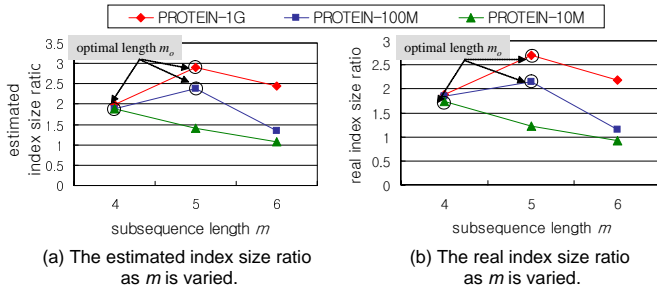 PROTEIN-1G PROTEIN-100M PROTEIN-10M
optimal length mo
estimated
index size ratio
3.5
3
2.5
2
1.5
1
0.5
0
4 5 6
subsequence length m
(a) The estimated index size ratio
as m is varied.
optimal length mo
real index size ratio
3
2.5
2
1.5
1
0.5
0
4 5 6
subsequence length m
(b) The real index size ratio
as m is varied.